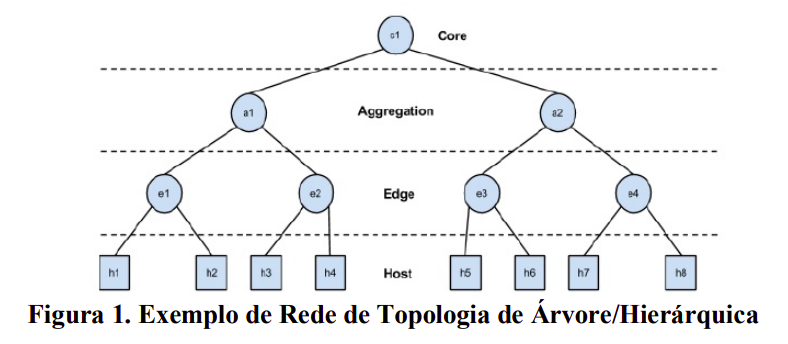 c1 Core
a1 Aggregation a2
e1 e2 Edge e3 e4
h1 h2 h3 h4 Host h5 h6 h7 h8
Figura 1. Exemplo de Rede de Topologia de Árvore/Hierárquica